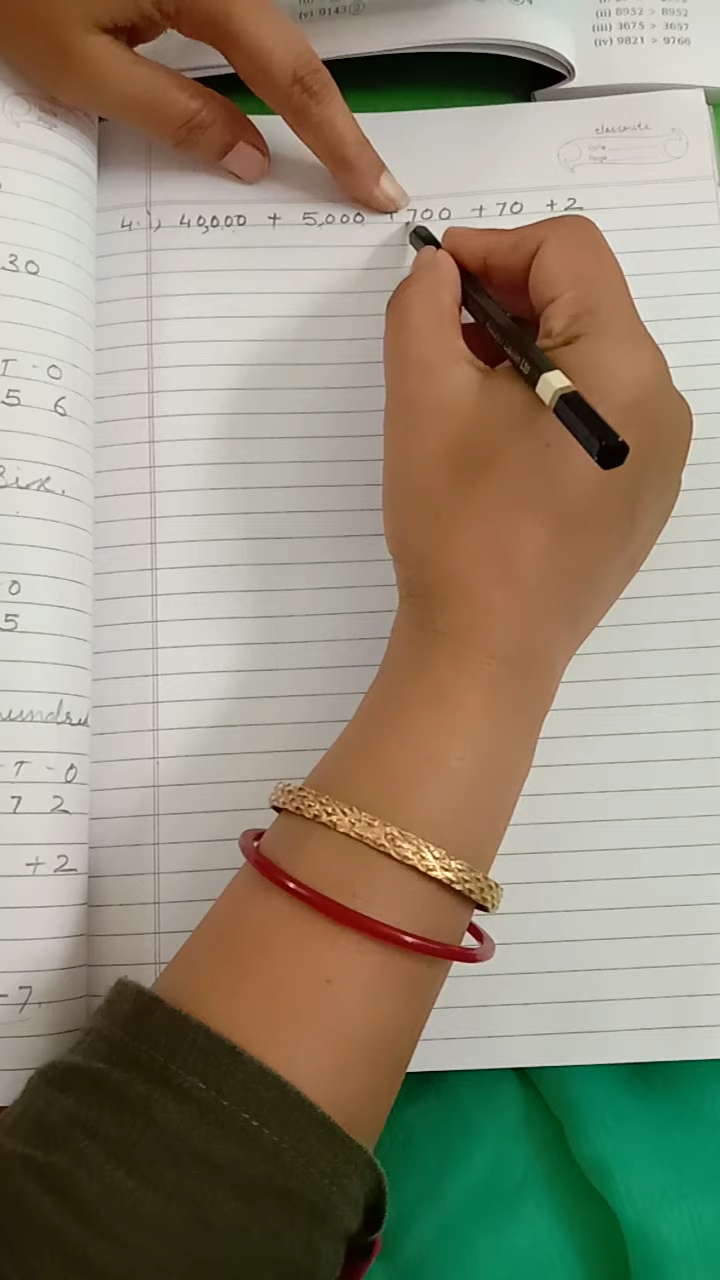 (v) 9143
(ii) 8952 > 8952
(iii) 3675 > 3657
(iv) 9821 > 9766
classmate
Date
Page
4. i) 40,000 + 5,000 + 700 + 70 + 2
30
T - O
5 6
Six.
O
5
undre
T - O
7 2
+ 2
- 7.